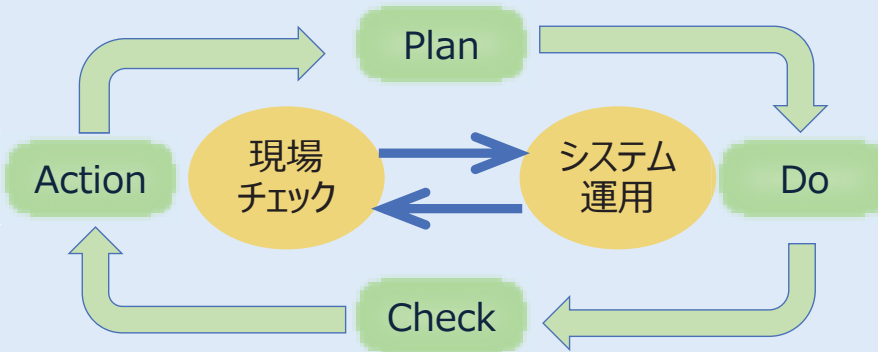 Plan
Action
現場
チェック
システム
運用
Do
Check